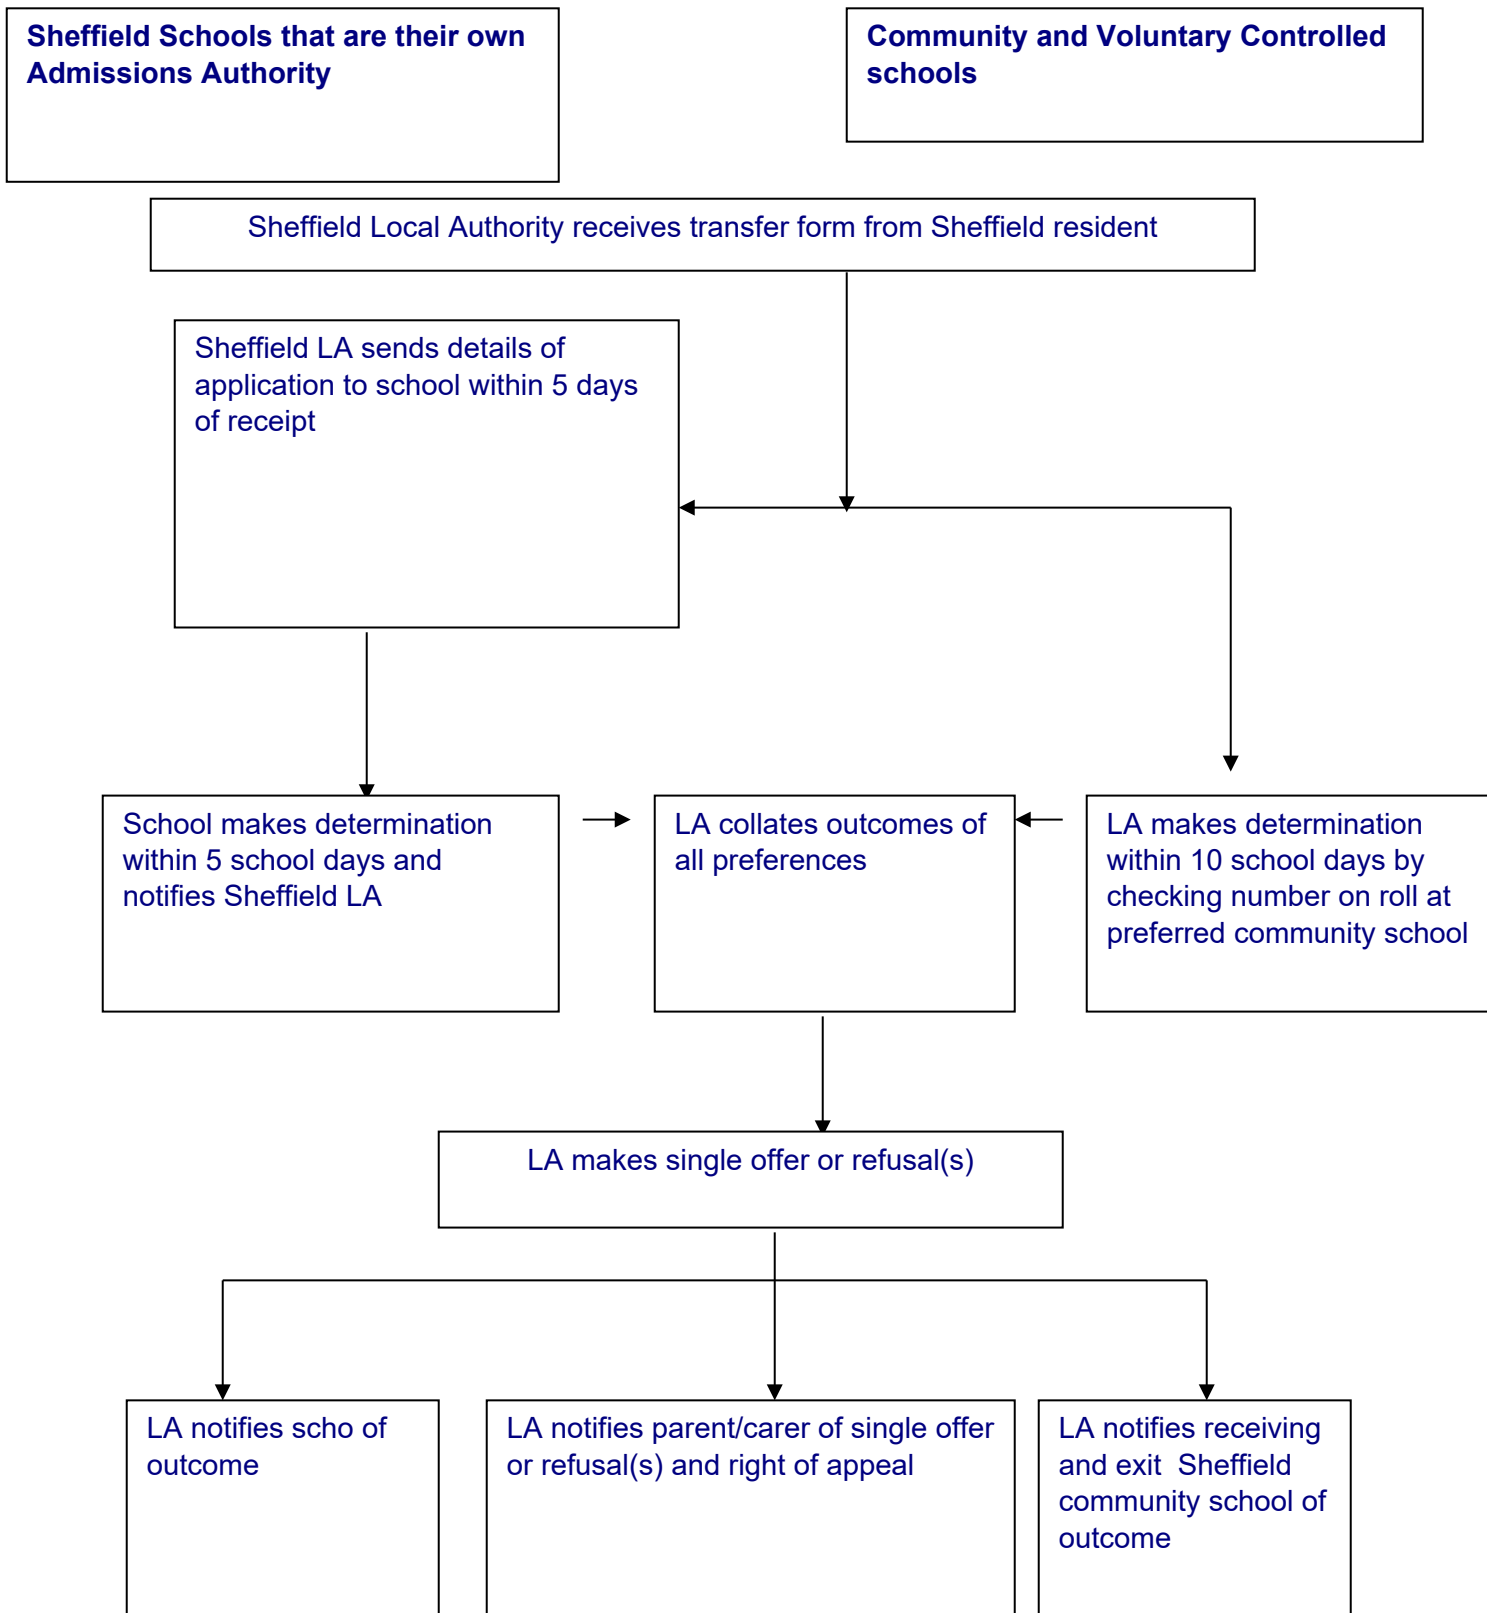 Sheffield Schools that are their own
Admissions Authority
Community and Voluntary Controlled
schools
Sheffield Local Authority receives transfer form from Sheffield resident
Sheffield LA sends details of
application to school within 5 days
of receipt
School makes determination
within 5 school days and
notifies Sheffield LA
LA collates outcomes of
all preferences
LA makes determination
within 10 school days by
checking number on roll at
preferred community school
LA makes single offer or refusal(s)
LA notifies scho of
outcome
LA notifies parent/carer of single offer
or refusal(s) and right of appeal
LA notifies receiving
and exit  Sheffield
community school of
outcome